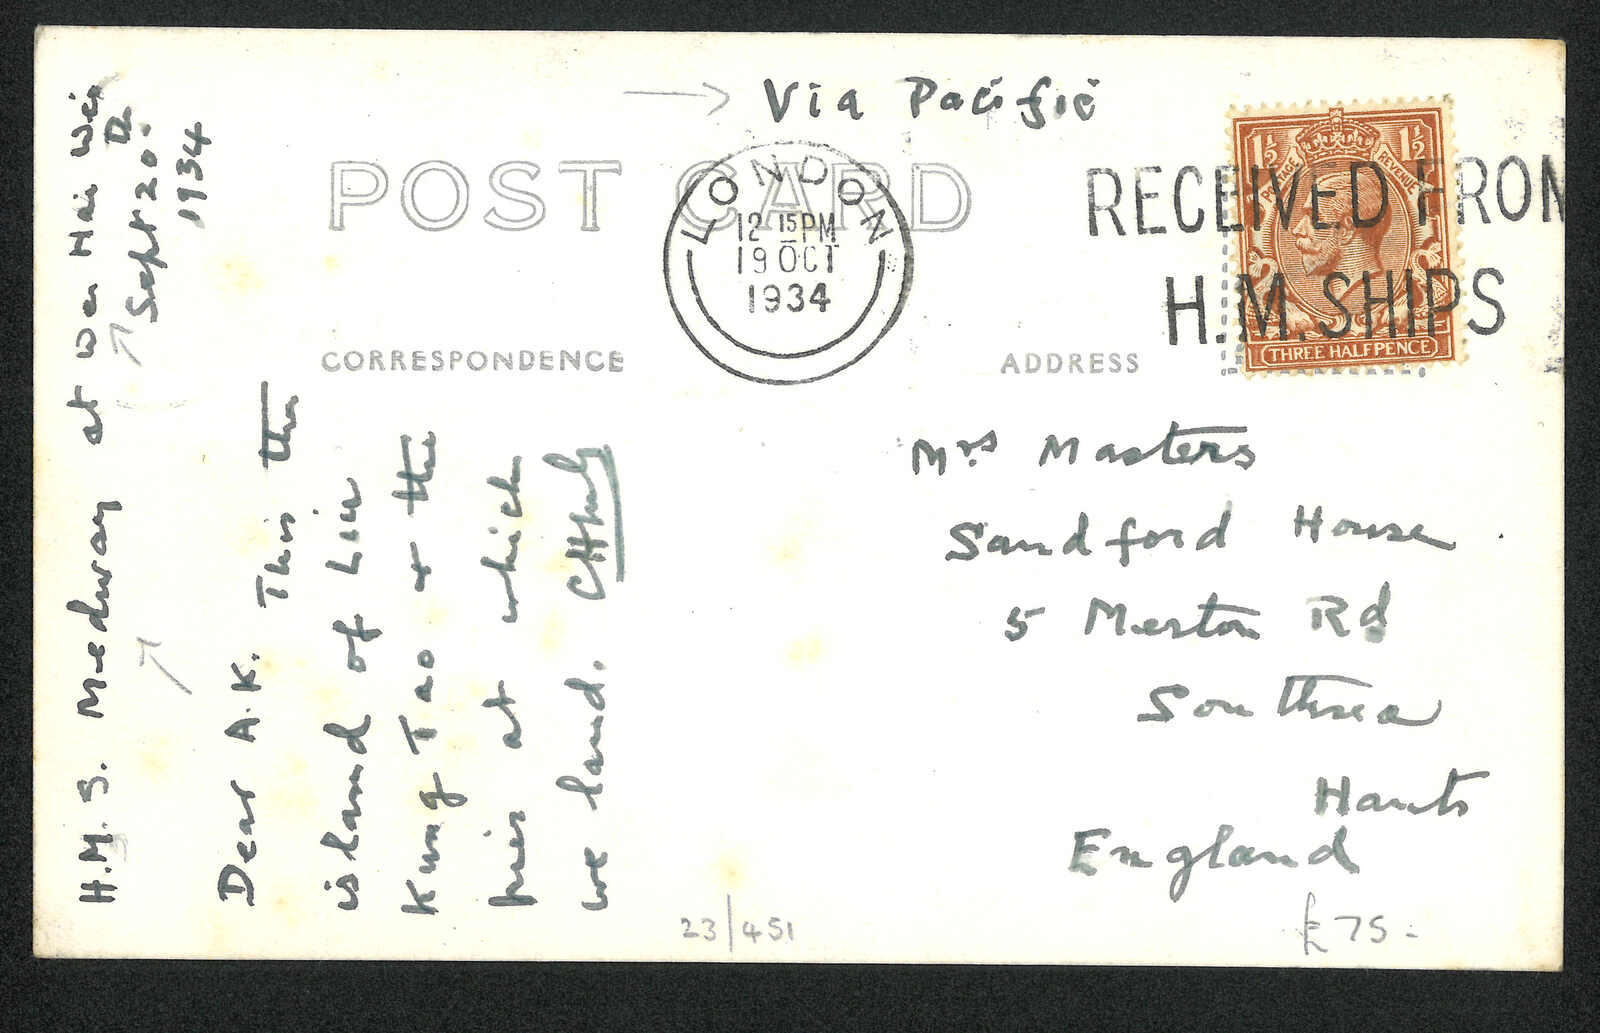 → Via Pacific
POST CARD
LONDON
12 15 PM
19 OCT
1934
RECEIVED FROM
H.M. SHIPS
1½ 1½
POSTAGE REVENUE
THREE HALFPENCE
CORRESPONDENCE
ADDRESS
H.M.S. Medway at Wei Hai Wei
Sept 20th
1934
Dear A.K. This the
island of Liu
Kung Tao & the
pier at which
we land.
Mrs Masters
Sandford House
5 Merton Rd
Southsea
Hants
England
23/451
£75-